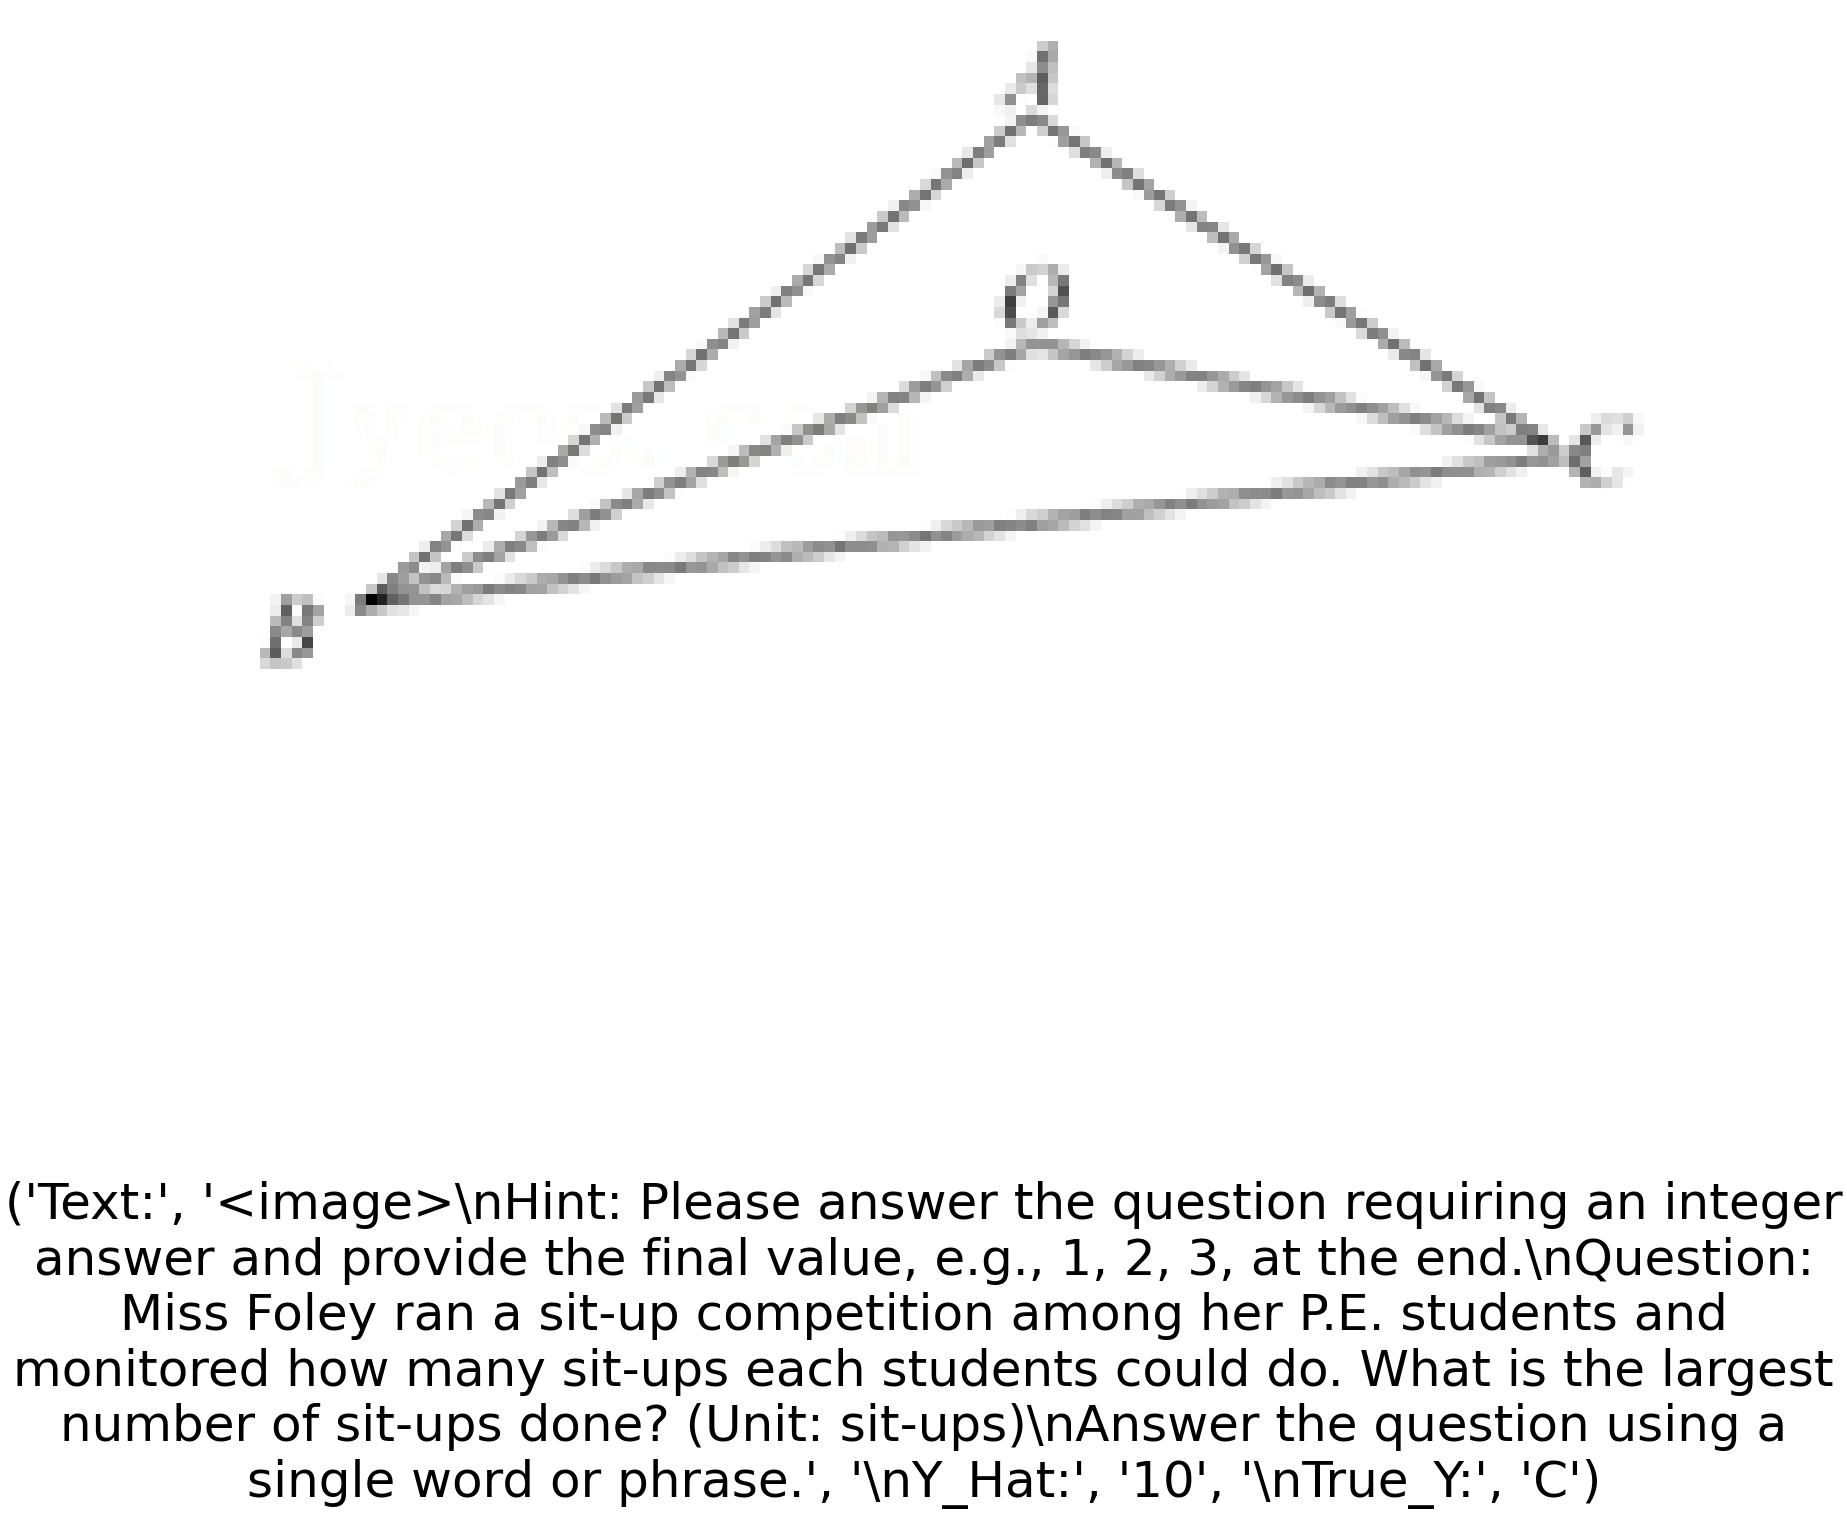 A
O
C
B
Jyeoo.com
('Text:', '<image>\nHint: Please answer the question requiring an integer
answer and provide the final value, e.g., 1, 2, 3, at the end.\nQuestion:
Miss Foley ran a sit-up competition among her P.E. students and
monitored how many sit-ups each students could do. What is the largest
number of sit-ups done? (Unit: sit-ups)\nAnswer the question using a
single word or phrase.', '\nY_Hat:', '10', '\nTrue_Y:', 'C')